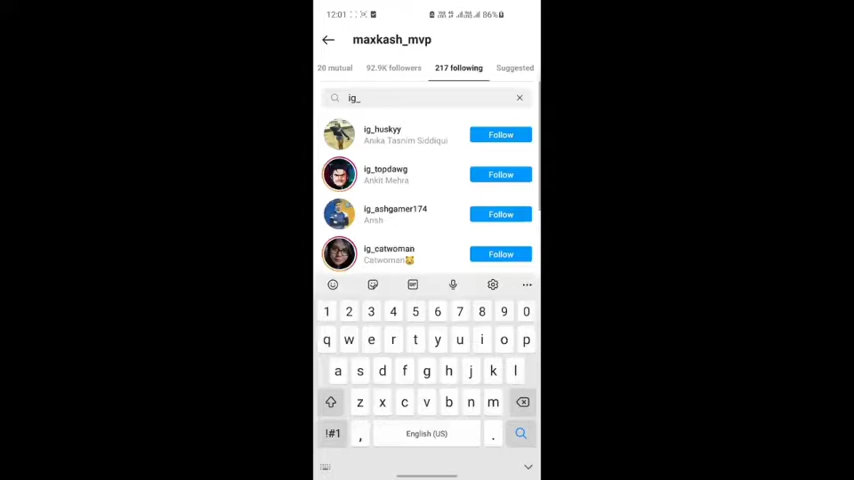 12:01 86%
maxkash_mvp
20 mutual 92.9K followers 217 following Suggested
ig_
ig_huskyy
Anika Tasnim Siddiqui
Follow
ig_topdawg
Ankit Mehra
Follow
ig_ashgamer174
Ansh
Follow
ig_catwoman
Catwoman🐱
Follow
GIF
1 2 3 4 5 6 7 8 9 0
q w e r t y u i o p
a s d f g h j k l
z x c v b n m
!#1 , English (US) .